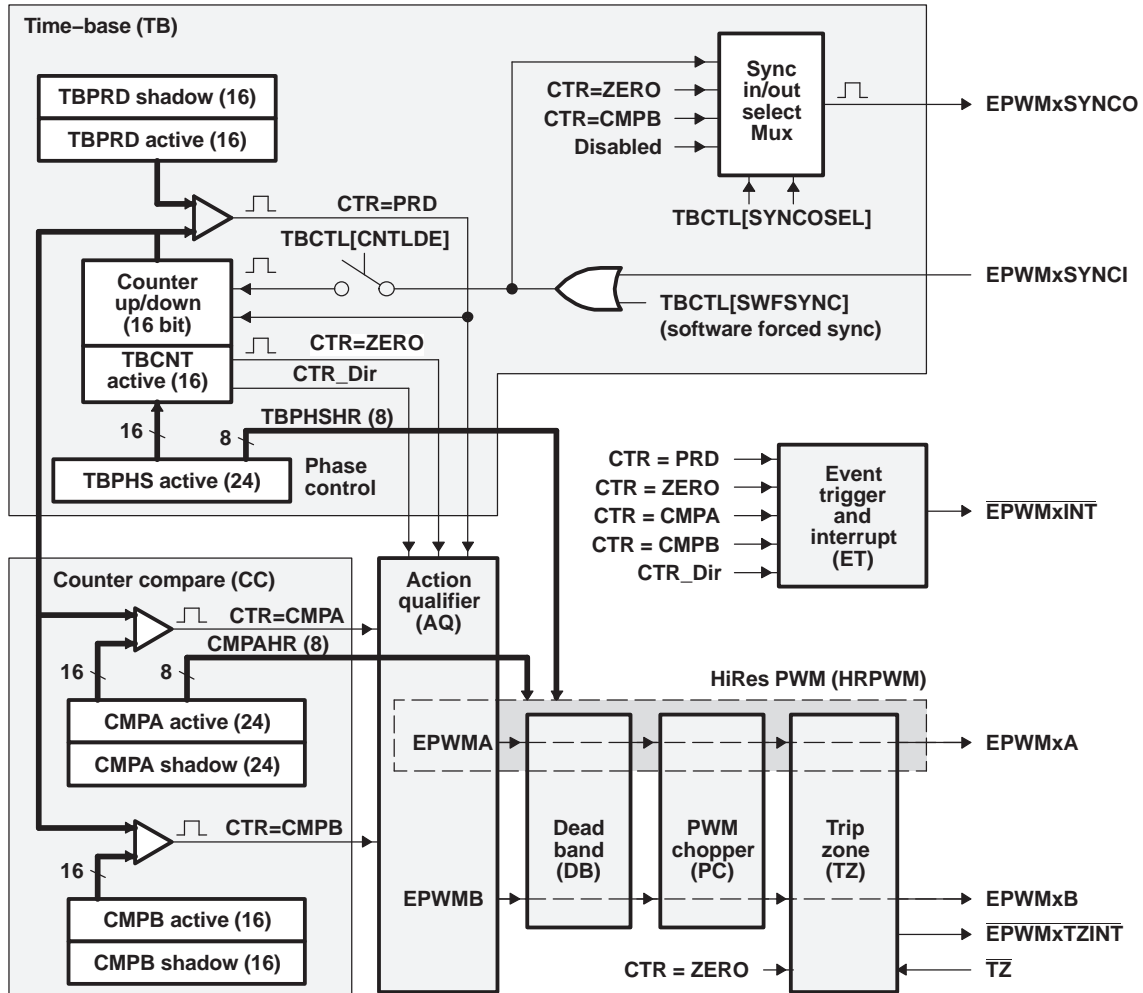 Time−base (TB)
TBPRD shadow (16)
TBPRD active (16)
CTR=PRD
TBCTL[CNTLDE]
Counter
up/down
(16 bit)
TBCNT
active (16)
CTR=ZERO
CTR_Dir
16
8
TBPHSHR (8)
TBPHS active (24)
Phase
control
CTR=ZERO
CTR=CMPB
Disabled
Sync
in/out
select
Mux
TBCTL[SYNCOSEL]
EPWMxSYNCO
EPWMxSYNCI
TBCTL[SWFSYNC]
(software forced sync)
CTR = PRD
CTR = ZERO
CTR = CMPA
CTR = CMPB
CTR_Dir
Event
trigger
and
interrupt
(ET)
EPWMxINT
Counter compare (CC)
CTR=CMPA
16
8
CMPAHR (8)
CMPA active (24)
CMPA shadow (24)
CTR=CMPB
16
CMPB active (16)
CMPB shadow (16)
Action
qualifier
(AQ)
EPWMA
EPWMB
HiRes PWM (HRPWM)
Dead
band
(DB)
PWM
chopper
(PC)
Trip
zone
(TZ)
CTR = ZERO
EPWMxA
EPWMxB
EPWMxTZINT
TZ